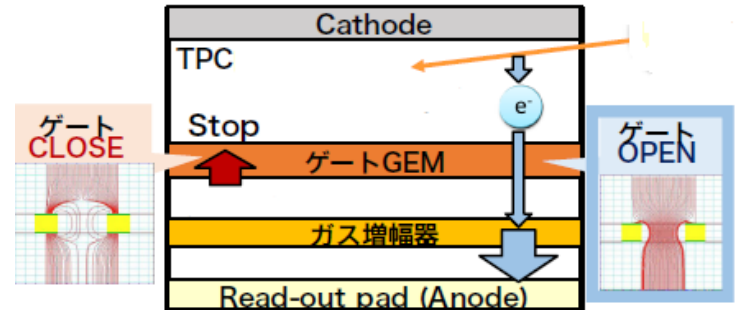 Cathode
TPC
e-
Stop
ゲート
CLOSE
ゲートGEM
ゲート
OPEN
ガス増幅器
Read-out pad (Anode)